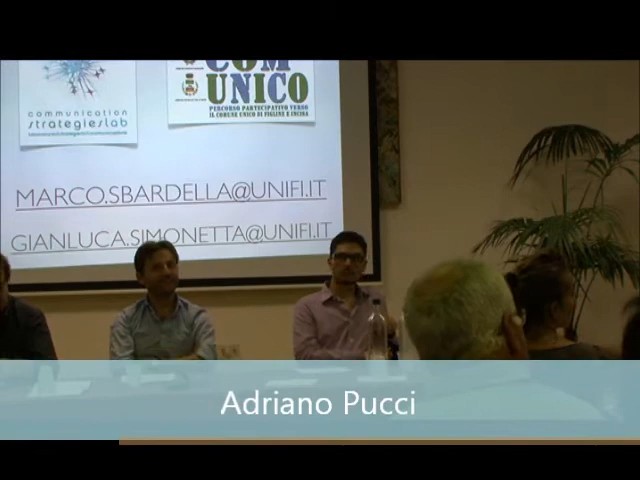 COM
UNICO
PERCORSO PARTECIPATIVO VERSO
IL COMUNE UNICO DI FIGLINE E INCISA
communication
strategieslab
MARCO.SBARDELLA@UNIFI.IT
GIANLUCA.SIMONETTA@UNIFI.IT
Adriano Pucci